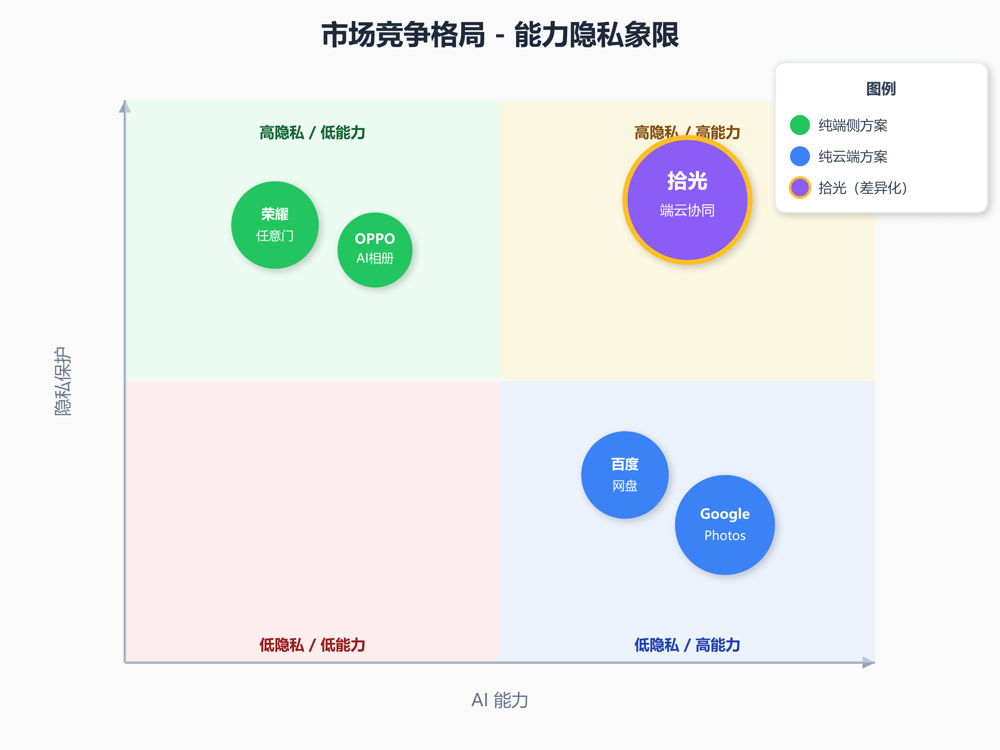 市场竞争格局 - 能力隐私象限
图例
纯端侧方案
纯云端方案
拾光（差异化）
高隐私 / 低能力
高隐私 / 高能力
拾光
端云协同
荣耀
任意门
OPPO
AI相册
隐私保护
百度
网盘
Google
Photos
低隐私 / 低能力
低隐私 / 高能力
AI 能力